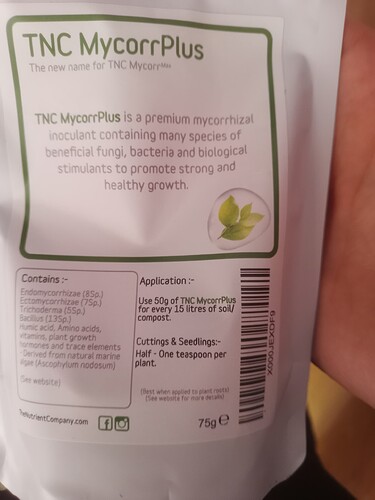 TNC MycorrPlus
The new name for TNC Mycorr
TNC MycorrPlus is a premium mycorrhizal
inoculant containing many species of
beneficial fungi, bacteria and biological
stimulants to promote strong and
healthy growth.
Contains :-
Endomycorrhizae (8Sp.)
Ectomycorrhizae (7Sp.)
Trichoderma (5Sp.)
Bacillus (13Sp.)
Humic acid, Amino acids,
vitamins, plant growth
hormones and trace elements
- Derived from natural marine
algae (Ascophylum nodosum)
(See website)
Application :-
Use 50g of TNC MycorrPlus
for every 15 litres of soil/
compost.
Cuttings & Seedlings:-
Half - One teaspoon per
plant.
(Best when applied to plant roots)
(See website for more details)
TheNutrientCompany.com
75g e
X000JEXDF9